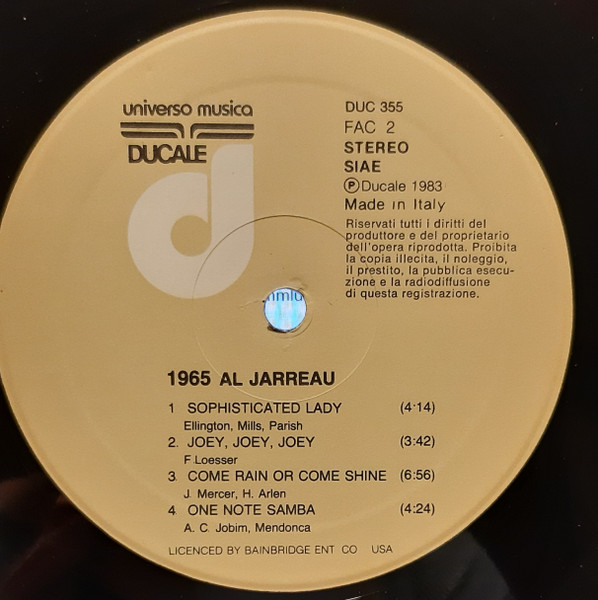 universo musica
DUCALE
DUC 355
FAC 2
STEREO
SIAE
ⓅDucale 1983
Made in Italy
Riservati tutti i diritti del
produttore e del proprietario
dell'opera riprodotta. Proibita
la copia illecita, il noleggio,
il prestito, la pubblica esecu-
zione e la radiodiffusione
di questa registrazione.
1965 AL JARREAU
1 SOPHISTICATED LADY (4·14)
Ellington, Mills, Parish
2. JOEY, JOEY, JOEY (3:42)
F Loesser
3 COME RAIN OR COME SHINE (6:56)
J. Mercer, H. Arlen
4 ONE NOTE SAMBA (4:24)
A. C. Jobim, Mendonca
LICENCED BY BAINBRIDGE ENT CO USA